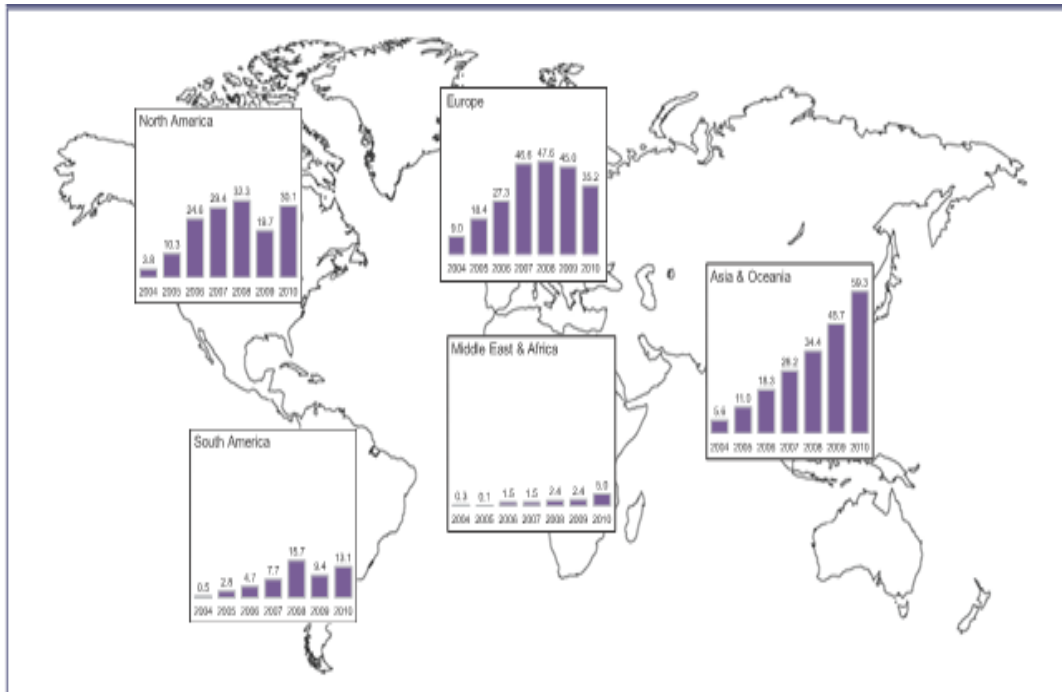 North America
3.8 10.3 24.6 29.4 32.3 19.7 30.1
2004 2005 2006 2007 2008 2009 2010
Europe
9.0 18.4 27.3 46.6 47.6 45.0 35.2
2004 2005 2006 2007 2008 2009 2010
Asia & Oceania
5.6 11.0 18.3 26.2 34.4 45.7 59.3
2004 2005 2006 2007 2008 2009 2010
Middle East & Africa
0.3 0.1 1.5 1.5 2.4 2.4 5.0
2004 2005 2006 2007 2008 2009 2010
South America
0.5 2.8 4.7 7.7 15.7 9.4 13.1
2004 2005 2006 2007 2008 2009 2010